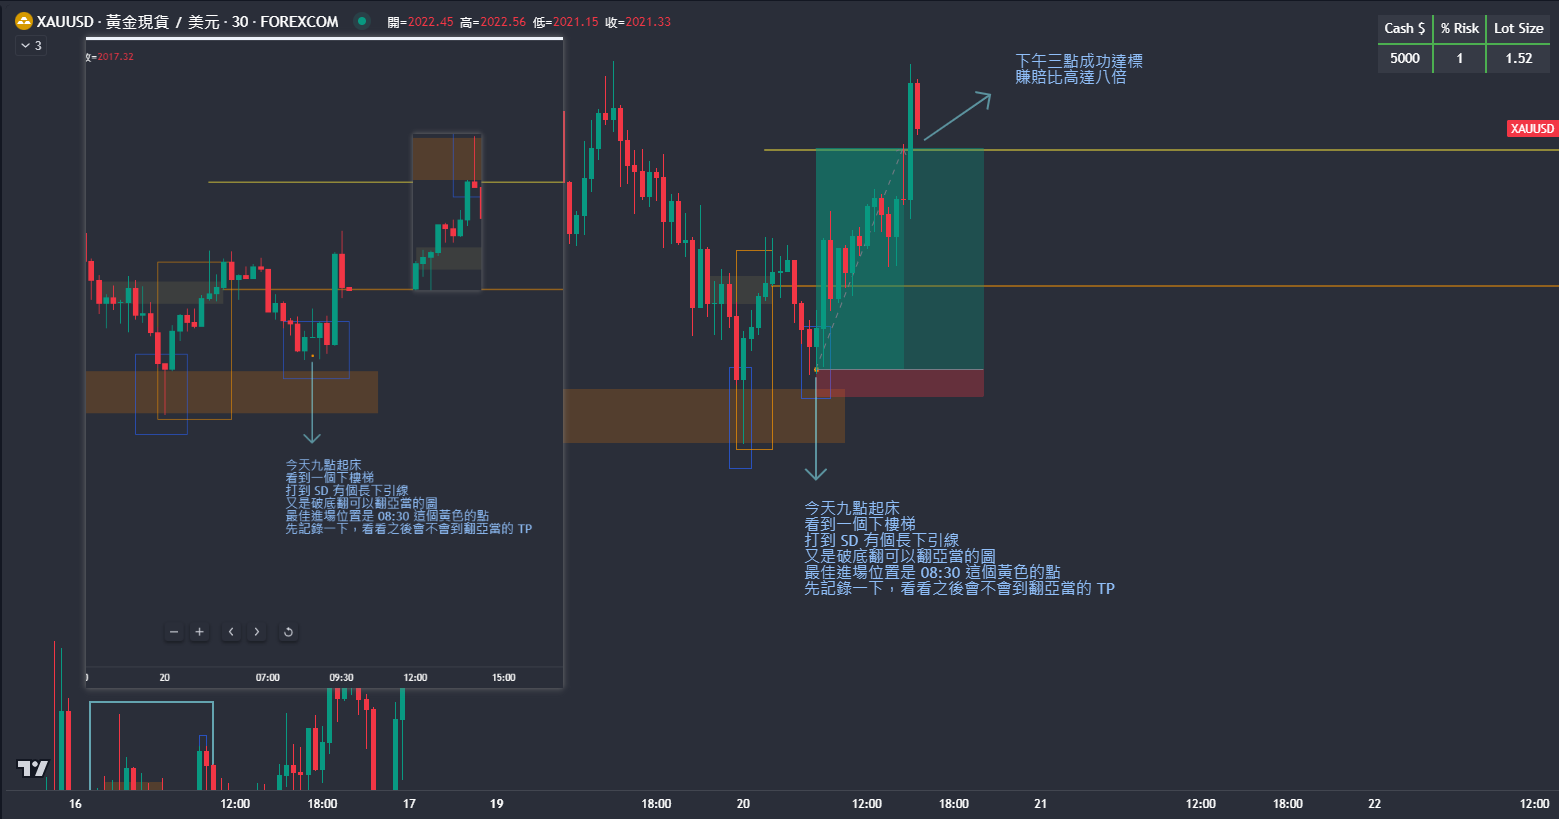 XAUUSD · 黃金現貨 / 美元 · 30 · FOREXCOM 開=2022.45 高=2022.56 低=2021.15 收=2021.33
3
Cash $ % Risk Lot Size
5000 1 1.52
收=2017.32
下午三點成功達標
賺賠比高達八倍
XAUUSD
今天九點起床
看到一個下樓梯
打到 SD 有個長下引線
又是破底翻可以翻亞當的圖
最佳進場位置是 08:30 這個黃色的點
先記錄一下，看看之後會不會到翻亞當的 TP
今天九點起床
看到一個下樓梯
打到 SD 有個長下引線
又是破底翻可以翻亞當的圖
最佳進場位置是 08:30 這個黃色的點
先記錄一下，看看之後會不會到翻亞當的 TP
20 07:00 09:30 12:00 15:00
16 12:00 18:00 17 19 18:00 20 12:00 18:00 21 12:00 18:00 22 12:00